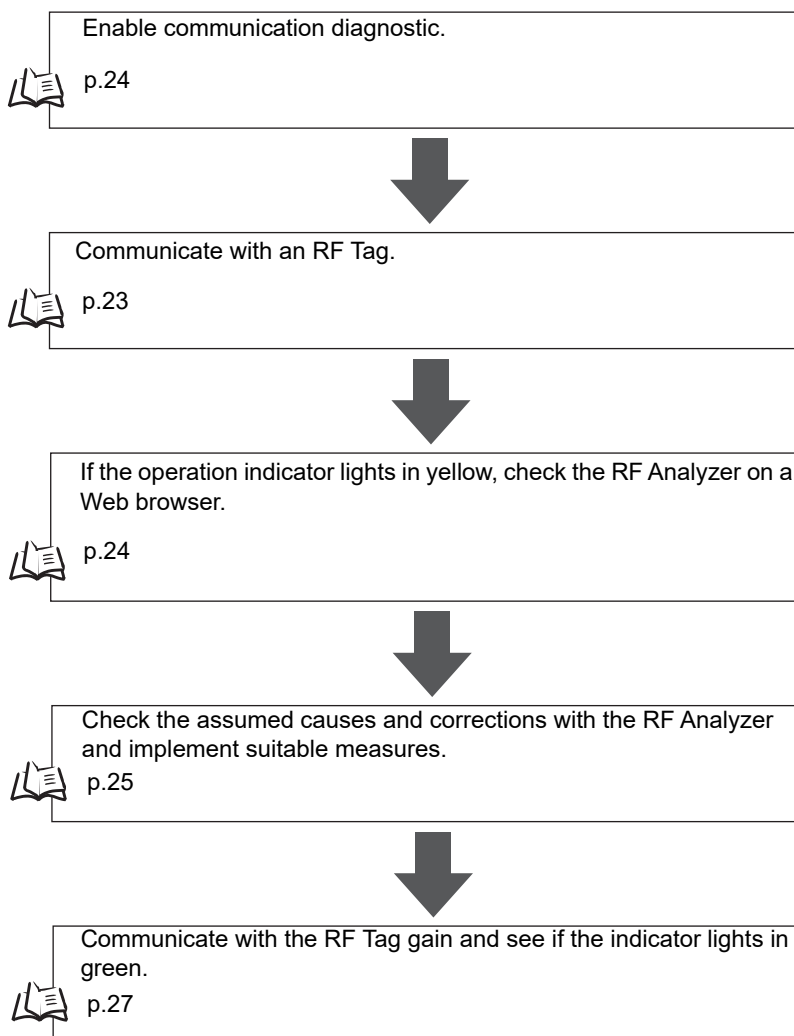 Enable communication diagnostic.
p.24
Communicate with an RF Tag.
p.23
If the operation indicator lights in yellow, check the RF Analyzer on a
Web browser.
p.24
Check the assumed causes and corrections with the RF Analyzer
and implement suitable measures.
p.25
Communicate with the RF Tag gain and see if the indicator lights in
green.
p.27